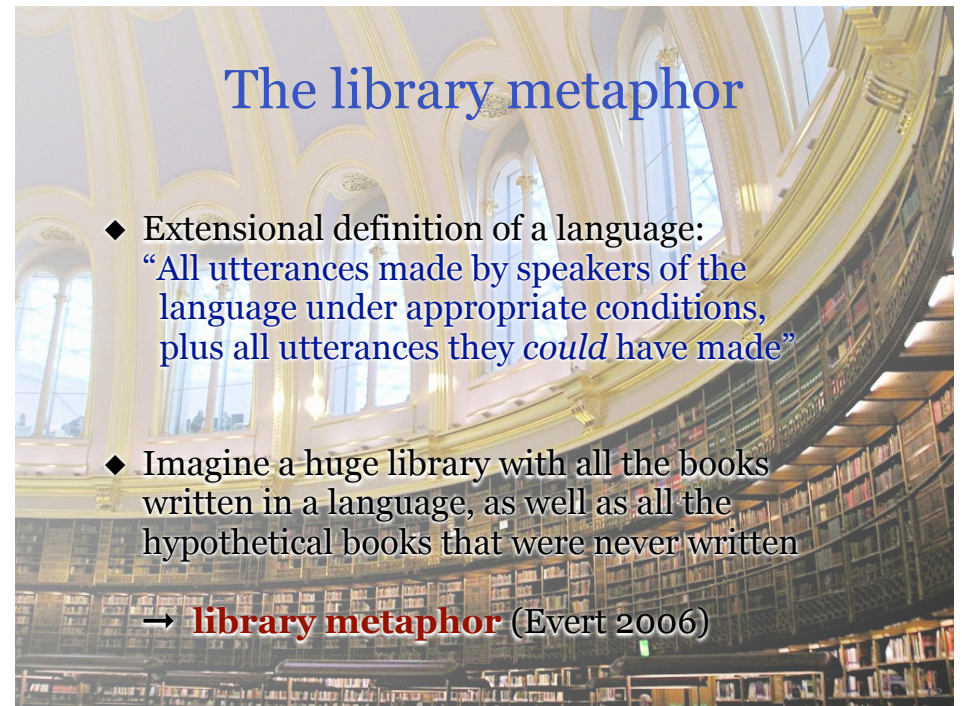 The library metaphor
◆ Extensional definition of a language:
“All utterances made by speakers of the
language under appropriate conditions,
plus all utterances they could have made”
◆ Imagine a huge library with all the books
written in a language, as well as all the
hypothetical books that were never written
➞ library metaphor (Evert 2006)